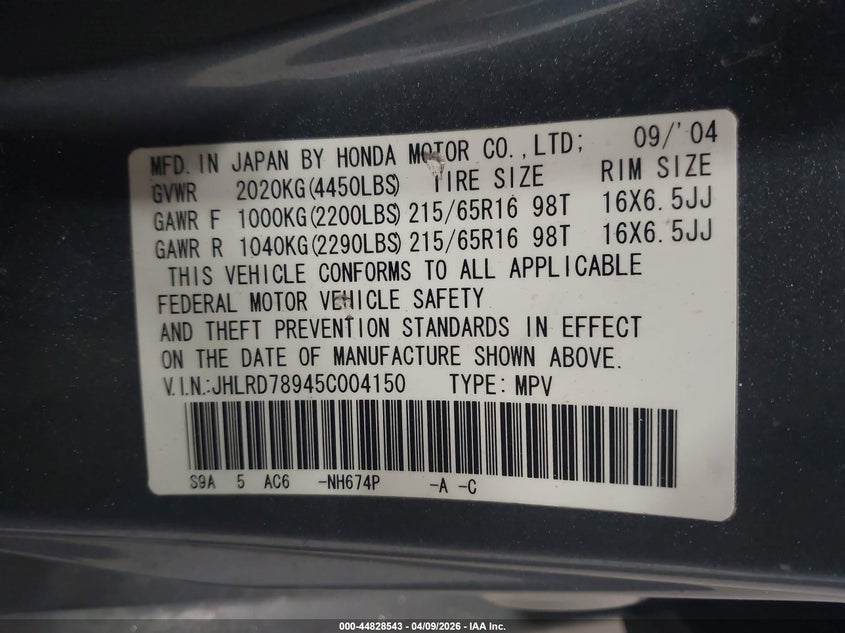 MFD. IN JAPAN BY HONDA MOTOR CO., LTD; 09/'04
GVWR 2020KG(4450LBS) TIRE SIZE RIM SIZE
GAWR F 1000KG(2200LBS) 215/65R16 98T 16X6.5JJ
GAWR R 1040KG(2290LBS) 215/65R16 98T 16X6.5JJ
THIS VEHICLE CONFORMS TO ALL APPLICABLE
FEDERAL MOTOR VEHICLE SAFETY
AND THEFT PREVENTION STANDARDS IN EFFECT
ON THE DATE OF MANUFACTURE SHOWN ABOVE.
V.I.N.:JHLRD78945C004150 TYPE: MPV
S9A 5 AC6 -NH674P -A -C
000-44828543 - 04/09/2026 - IAA Inc.